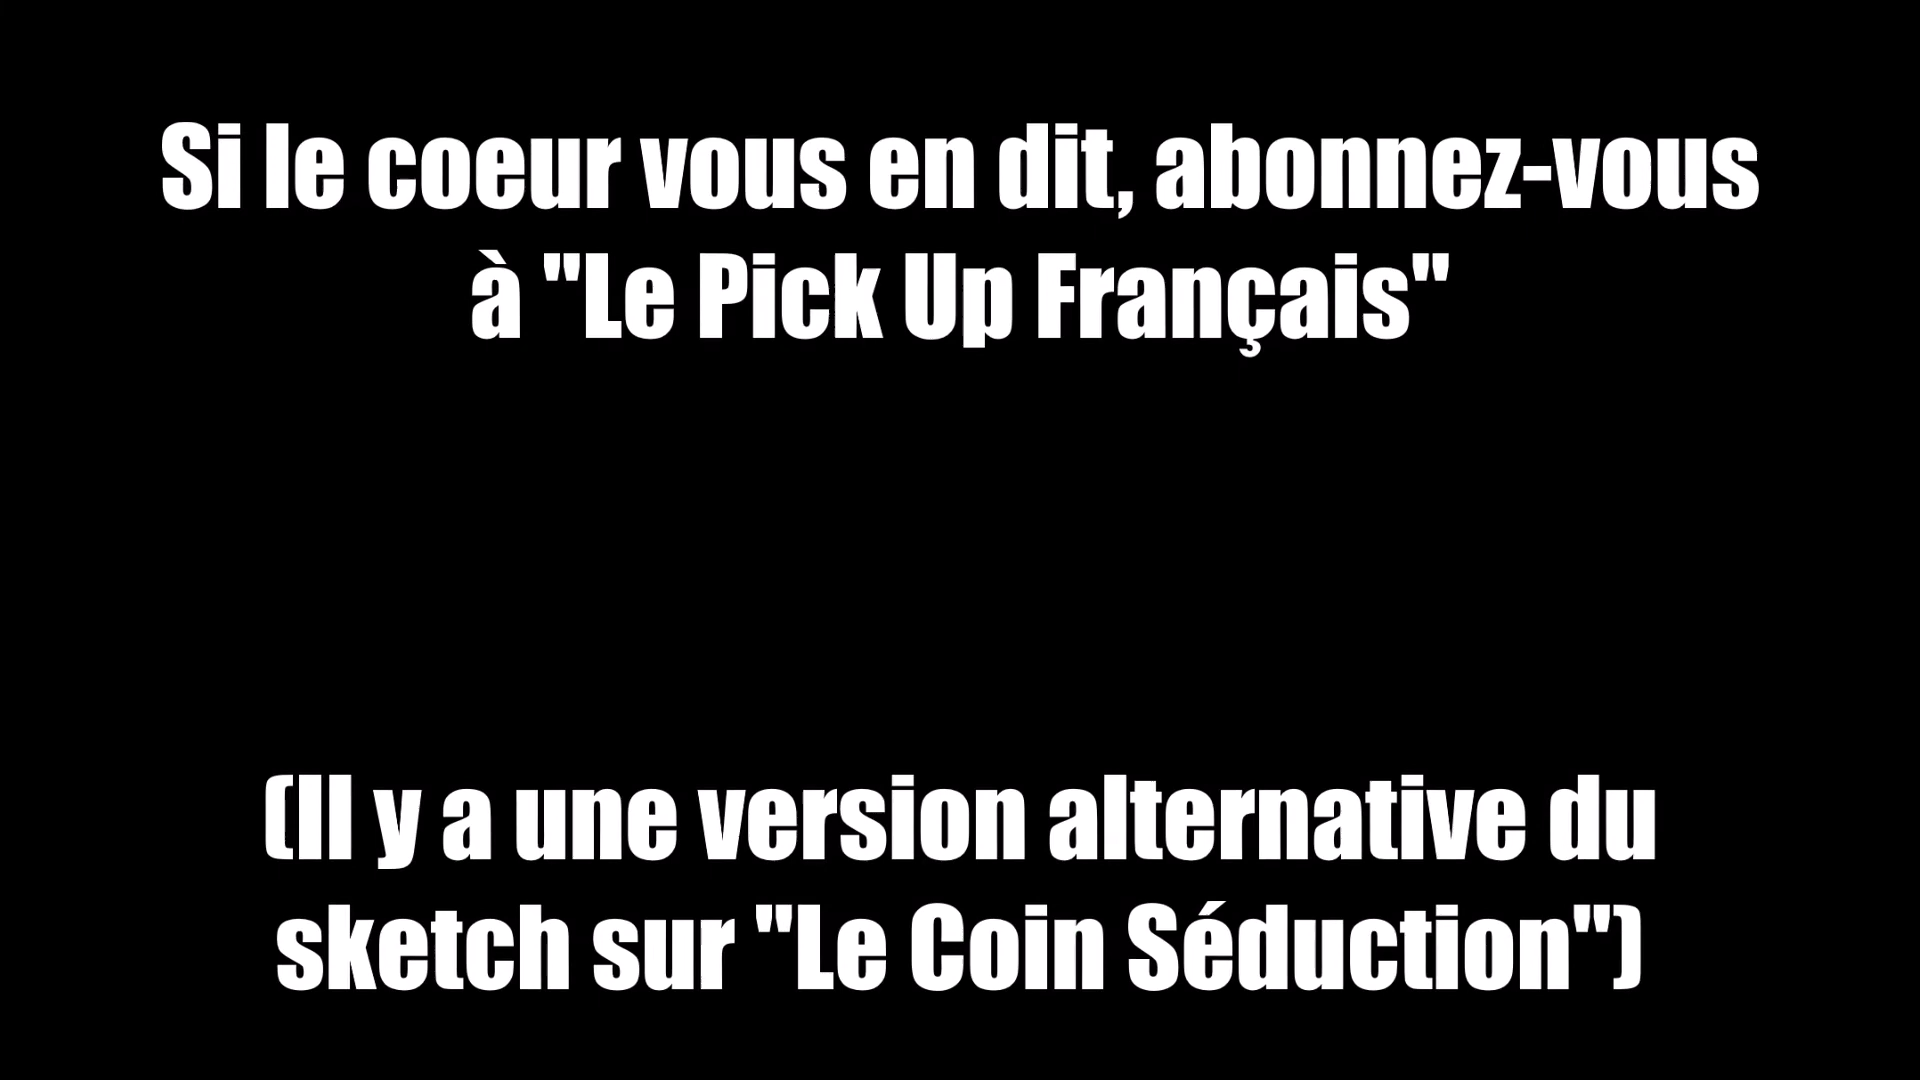 Si le coeur vous en dit, abonnez-vous
à "Le Pick Up Français"
(Il y a une version alternative du
sketch sur "Le Coin Séduction")